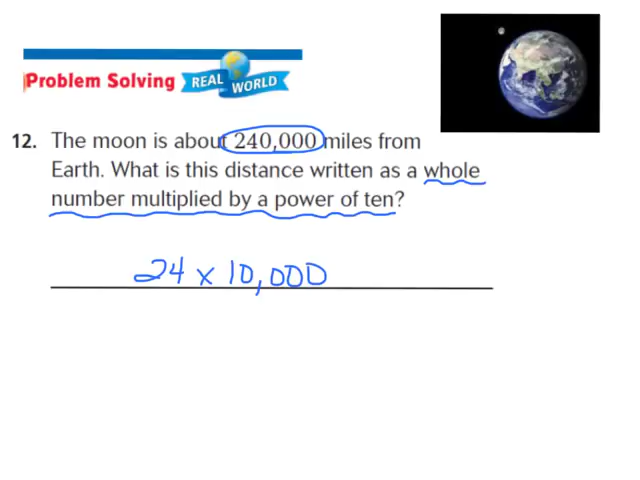 Problem Solving REAL WORLD
12. The moon is about 240,000 miles from
Earth. What is this distance written as a whole
number multiplied by a power of ten?
24 x 10,000